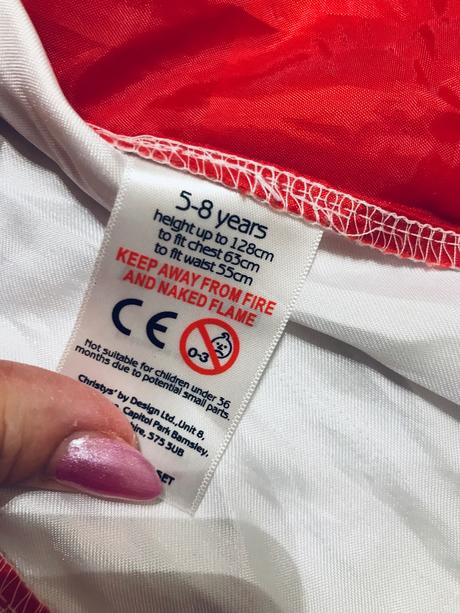 5-8 years
height up to 128cm
to fit chest 63cm
to fit waist 55cm
KEEP AWAY FROM FIRE
AND NAKED FLAME
CE
0-3
Not suitable for children under 36
months due to potential small parts.
Christys' by Design Ltd., Unit 8,
Capitol Park Barnsley,
S75 5UB